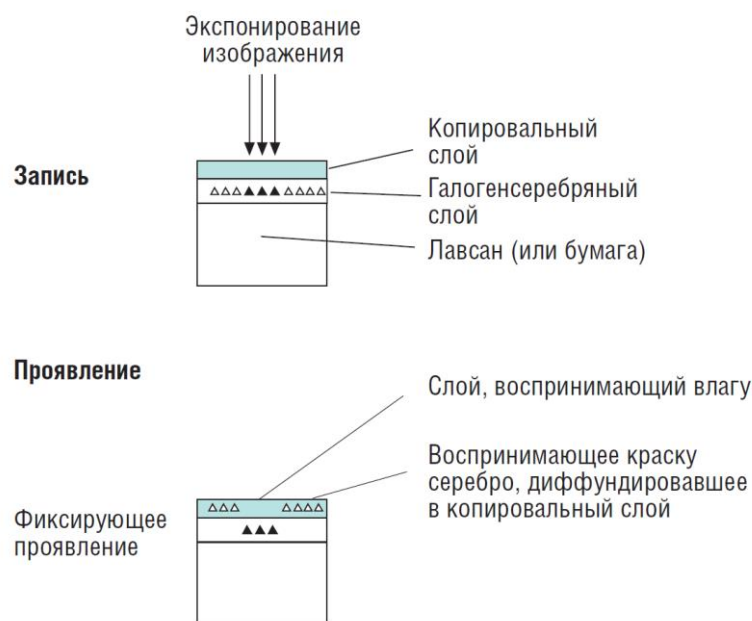 Экспонирование
изображения
Запись
Копировальный
слой
Галогенсеребряный
слой
Лавсан (или бумага)
Проявление
Слой, воспринимающий влагу
Воспринимающее краску
серебро, диффундировавшее
в копировальный слой
Фиксирующее
проявление